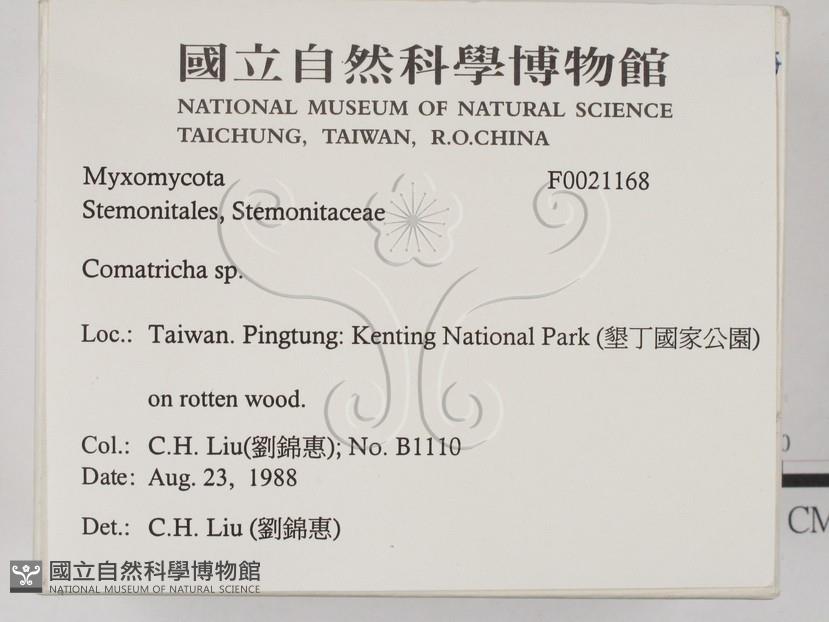 國立自然科學博物館
NATIONAL MUSEUM OF NATURAL SCIENCE
TAICHUNG, TAIWAN, R.O.CHINA
Myxomycota F0021168
Stemonitales, Stemonitaceae
Comatricha sp.
Loc.: Taiwan. Pingtung: Kenting National Park (墾丁國家公園)
on rotten wood.
Col.: C.H. Liu(劉錦惠); No. B1110
Date: Aug. 23, 1988
Det.: C.H. Liu (劉錦惠)
CM
國立自然科學博物館
NATIONAL MUSEUM OF NATURAL SCIENCE